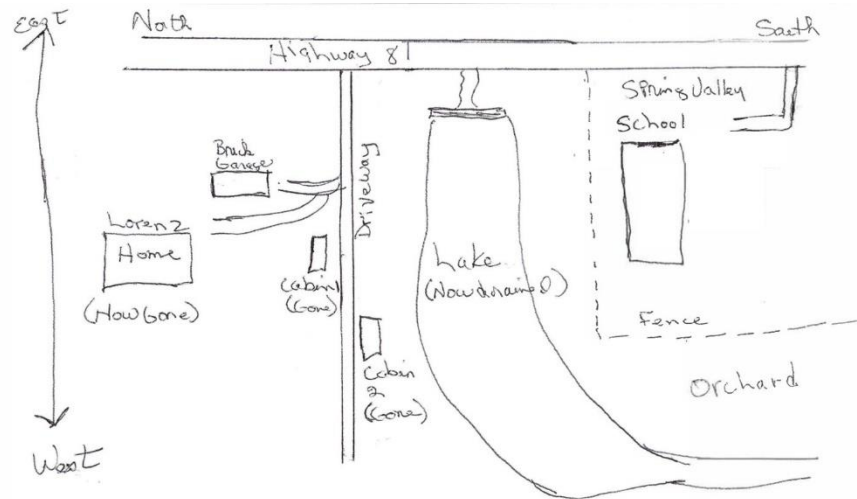 East
North
South
Highway 81
Spring Valley
School
Brick
Garage
Driveway
Lorenz
Home
(Now Gone)
Cabin 1
(Gone)
Lake
(Now drained)
Cabin
2
(Gone)
Fence
Orchard
West